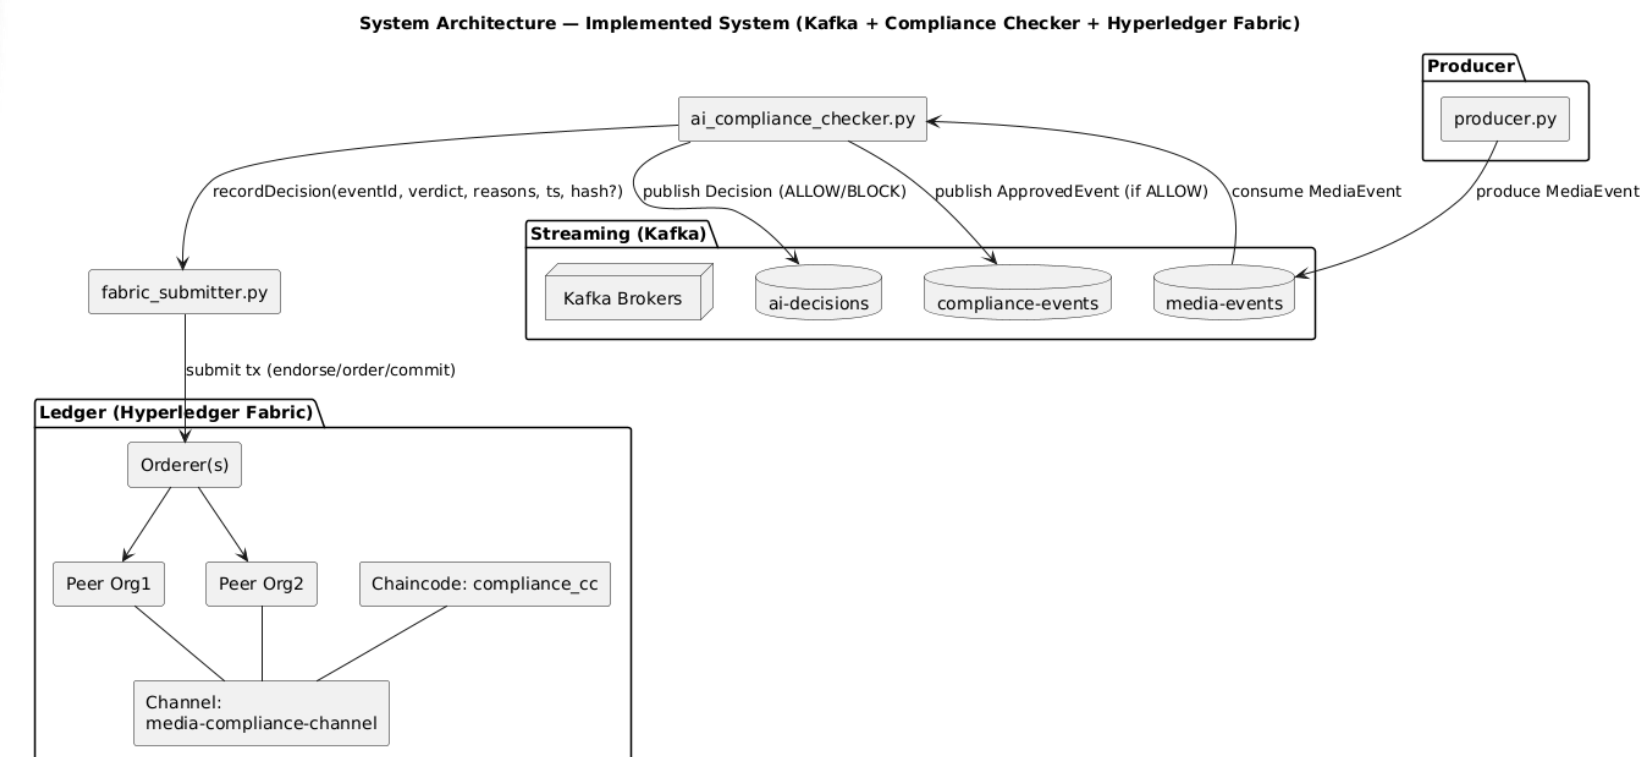 System Architecture — Implemented System (Kafka + Compliance Checker + Hyperledger Fabric)
Producer
producer.py
ai_compliance_checker.py
recordDecision(eventId, verdict, reasons, ts, hash?)
publish Decision (ALLOW/BLOCK)
publish ApprovedEvent (if ALLOW)
consume MediaEvent
produce MediaEvent
Streaming (Kafka)
Kafka Brokers
ai-decisions
compliance-events
media-events
fabric_submitter.py
submit tx (endorse/order/commit)
Ledger (Hyperledger Fabric)
Orderer(s)
Peer Org1
Peer Org2
Chaincode: compliance_cc
Channel:
media-compliance-channel